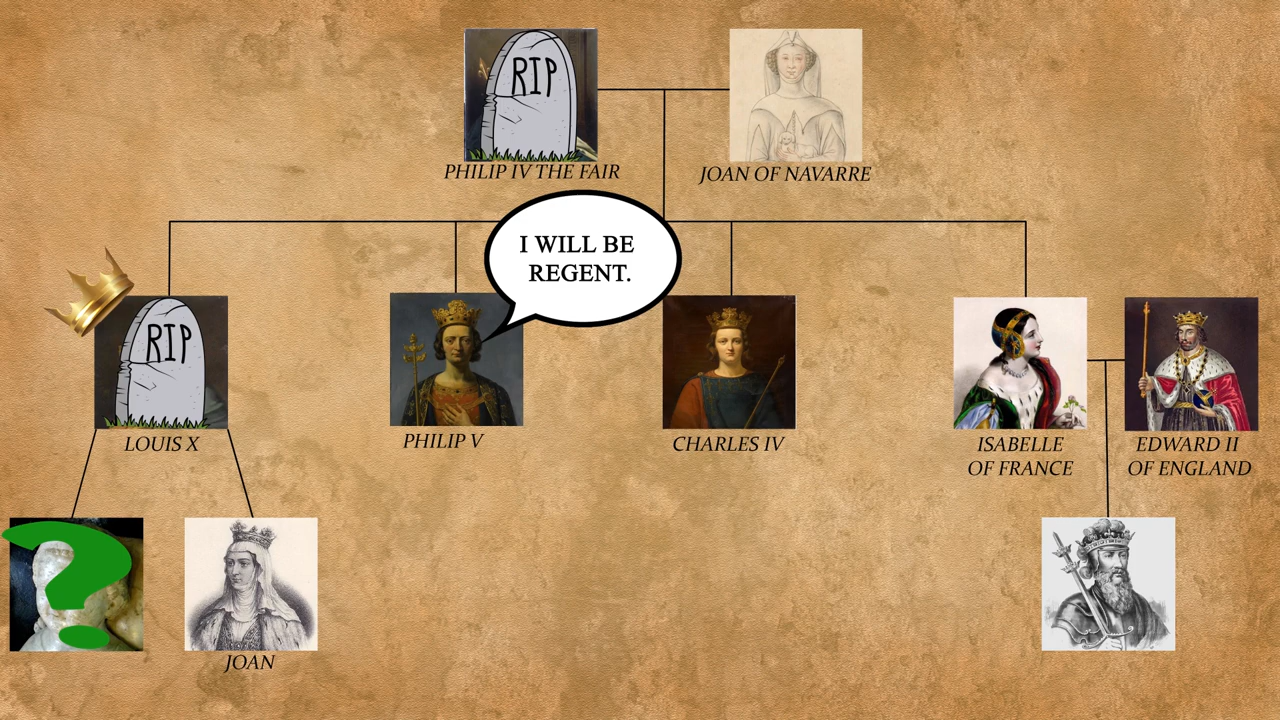 RIP
PHILIP IV THE FAIR
JOAN OF NAVARRE
I WILL BE
REGENT.
RIP
LOUIS X
PHILIP V
CHARLES IV
ISABELLE
OF FRANCE
EDWARD II
OF ENGLAND
?
JOAN